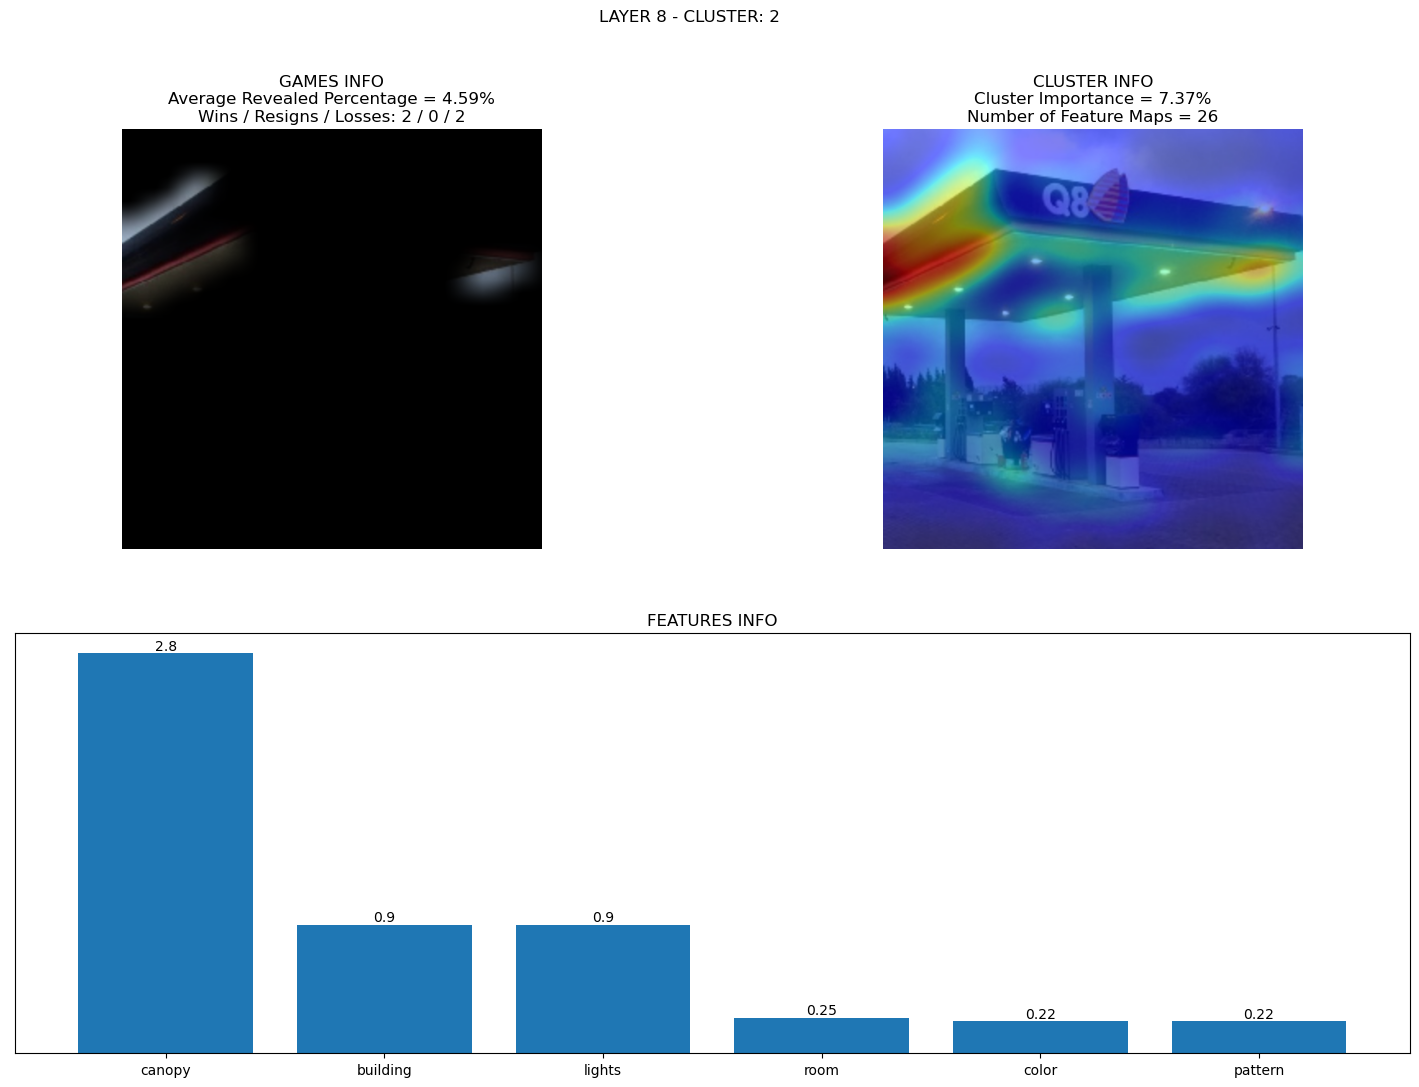 LAYER 8 - CLUSTER: 2
GAMES INFO
Average Revealed Percentage = 4.59%
Wins / Resigns / Losses: 2 / 0 / 2
CLUSTER INFO
Cluster Importance = 7.37%
Number of Feature Maps = 26
Q8
FEATURES INFO
2.8
0.9
0.9
0.25
0.22
0.22
canopy
building
lights
room
color
pattern